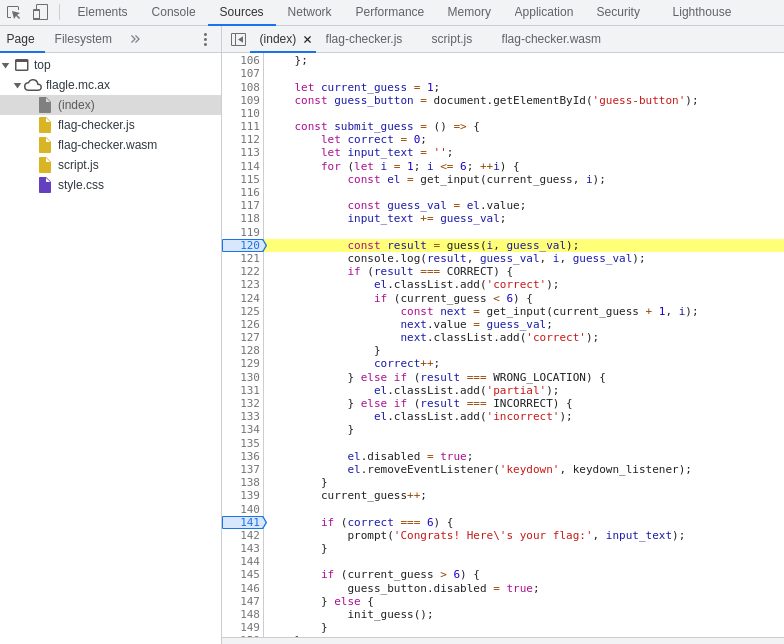 Elements Console Sources Network Performance Memory Application Security Lighthouse
Page Filesystem »
(index) × flag-checker.js script.js flag-checker.wasm
top
flagle.mc.ax
(index)
flag-checker.js
flag-checker.wasm
script.js
style.css
106     };
107
108     let current_guess = 1;
109     const guess_button = document.getElementById('guess-button');
110
111     const submit_guess = () => {
112         let correct = 0;
113         let input_text = '';
114         for (let i = 1; i <= 6; ++i) {
115             const el = get_input(current_guess, i);
116
117             const guess_val = el.value;
118             input_text += guess_val;
119
120             const result = guess(i, guess_val);
121             console.log(result, guess_val, i, guess_val);
122             if (result === CORRECT) {
123                 el.classList.add('correct');
124                 if (current_guess < 6) {
125                     const next = get_input(current_guess + 1, i);
126                     next.value = guess_val;
127                     next.classList.add('correct');
128                 }
129                 correct++;
130             } else if (result === WRONG_LOCATION) {
131                 el.classList.add('partial');
132             } else if (result === INCORRECT) {
133                 el.classList.add('incorrect');
134             }
135
136             el.disabled = true;
137             el.removeEventListener('keydown', keydown_listener);
138         }
139         current_guess++;
140
141         if (correct === 6) {
142             prompt('Congrats! Here\'s your flag:', input_text);
143         }
144
145         if (current_guess > 6) {
146             guess_button.disabled = true;
147         } else {
148             init_guess();
149         }